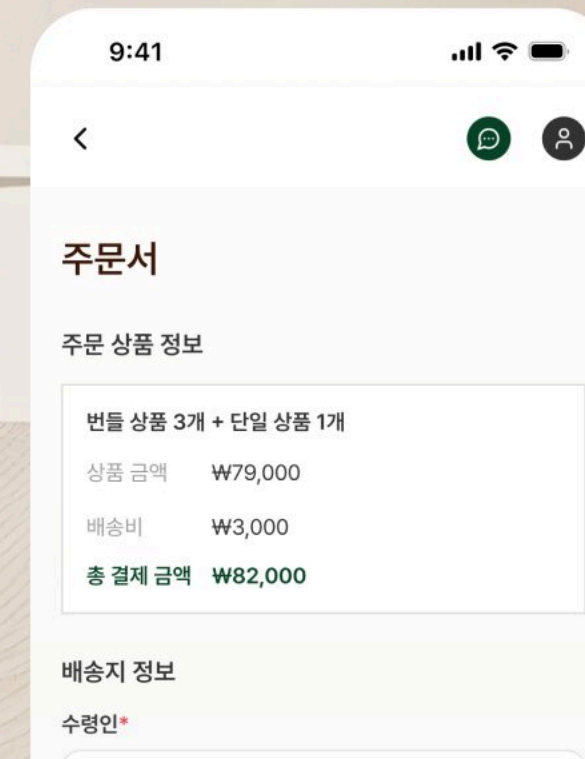 9:41
주문서
주문 상품 정보
번들 상품 3개 + 단일 상품 1개
상품 금액 ₩79,000
배송비 ₩3,000
총 결제 금액 ₩82,000
배송지 정보
수령인*